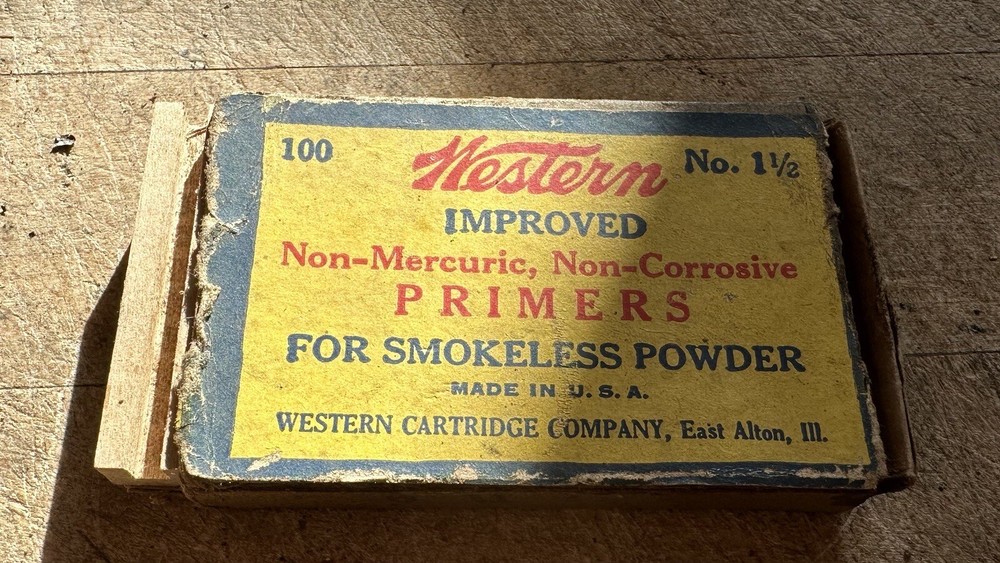 100 Western No. 1½
IMPROVED
Non-Mercuric, Non-Corrosive
PRIMERS
FOR SMOKELESS POWDER
MADE IN U.S.A.
WESTERN CARTRIDGE COMPANY, East Alton, Ill.